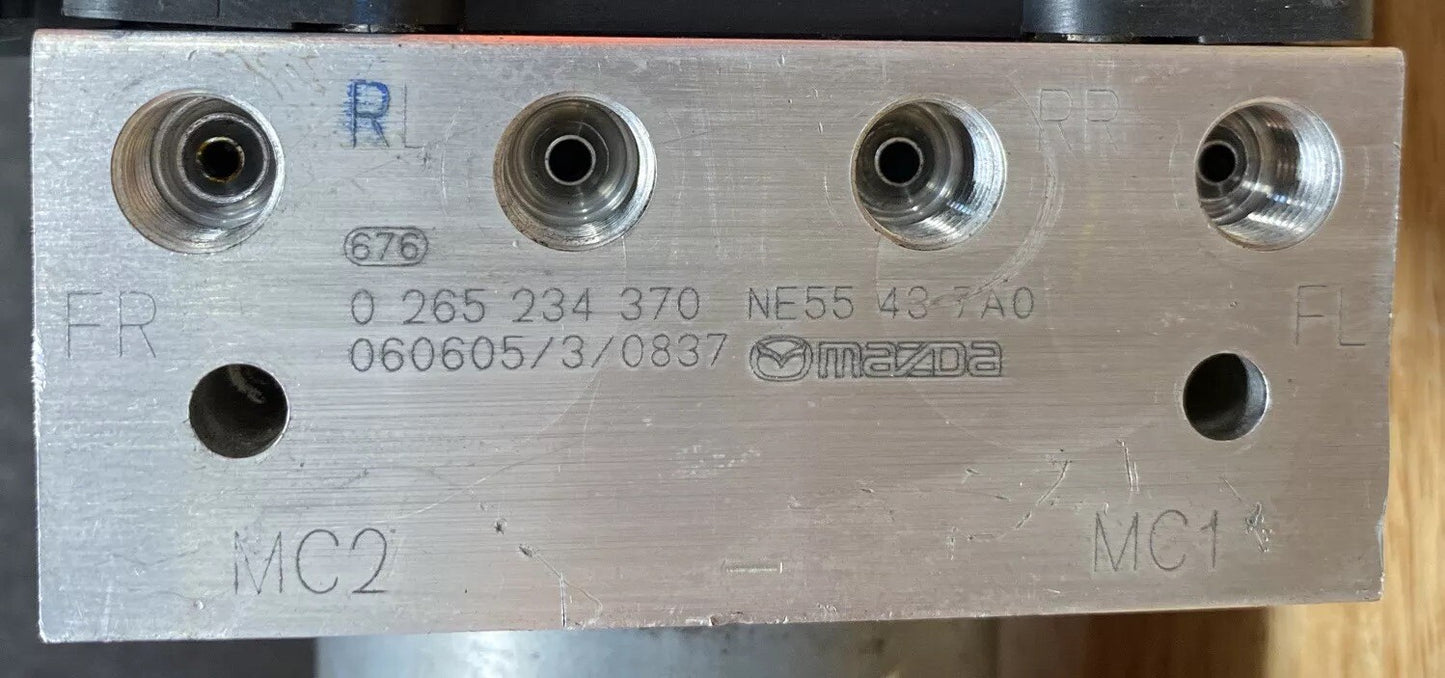 RL
RR
676
FR
0 265 234 370 NE55 43 7A0
FL
060605/3/0837 mazda
MC2
MC1